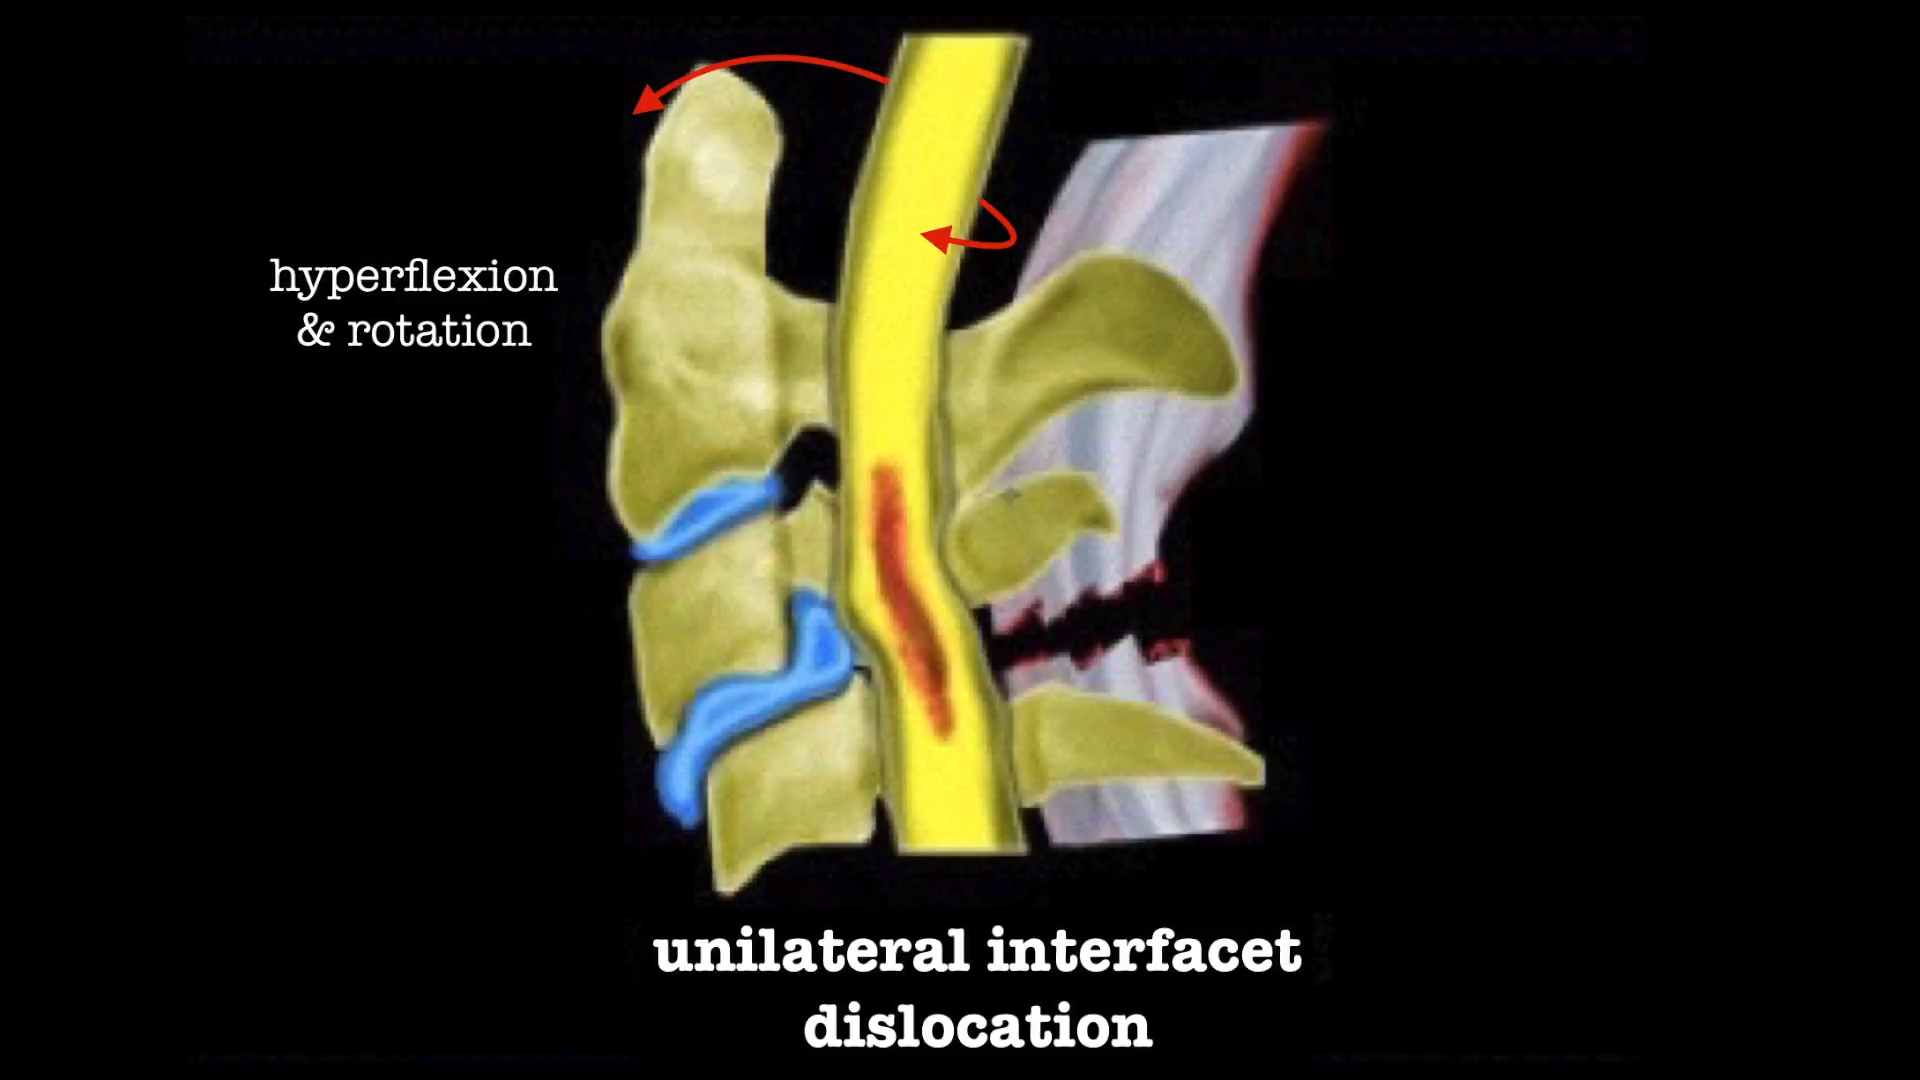 hyperflexion
& rotation
unilateral interfacet
dislocation